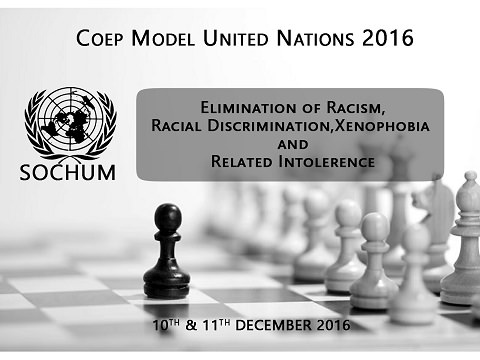 Coep Model United Nations 2016
SOCHUM
Elimination of Racism,
Racial Discrimination,Xenophobia
and
Related Intolerence
10TH & 11TH DECEMBER 2016